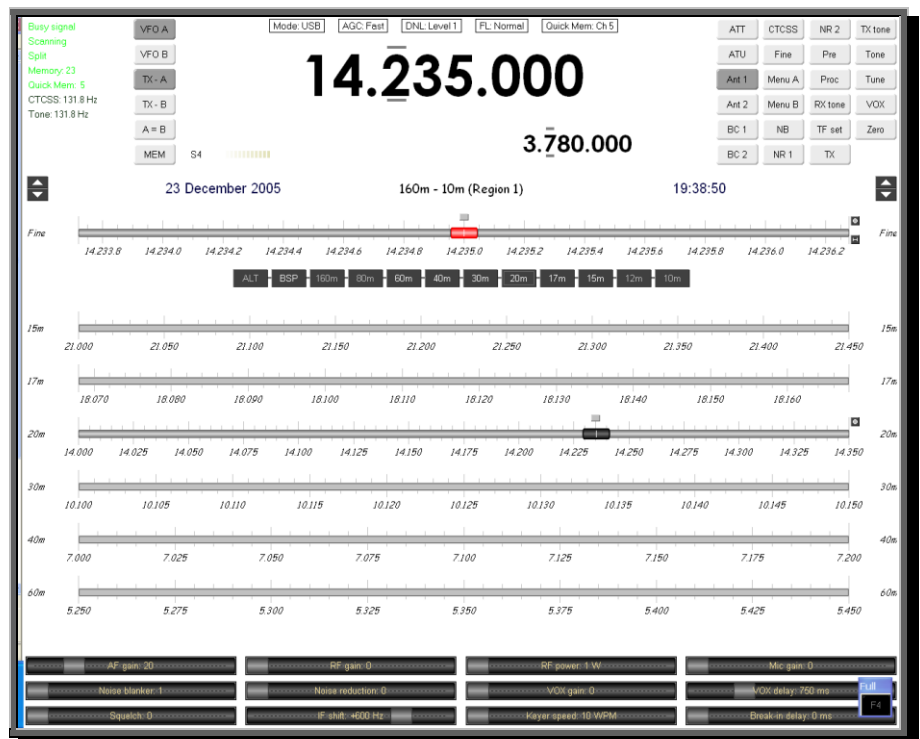 Busy signal
Scanning
Split
Memory: 23
Quick Mem: 5
CTCSS: 131.8 Hz
Tone: 131.8 Hz
VFO A
VFO B
TX - A
TX - B
A = B
MEM
S4
Mode: USB AGC: Fast DNL: Level 1 FL: Normal Quick Mem: Ch 5
14.235.000
3.780.000
ATT CTCSS NR 2 TX tone
ATU Fine Pre Tone
Ant 1 Menu A Proc Tune
Ant 2 Menu B RX tone VOX
BC 1 NB TF set Zero
BC 2 NR 1 TX
23 December 2005 160m - 10m (Region 1) 19:38:50
Fine Fine
14.233.8 14.234.0 14.234.2 14.234.4 14.234.6 14.234.8 14.235.0 14.235.2 14.235.4 14.235.6 14.235.8 14.236.0 14.236.2
ALT BSP 160m 80m 60m 40m 30m 20m 17m 15m 12m 10m
15m 15m
21.000 21.050 21.100 21.150 21.200 21.250 21.300 21.350 21.400 21.450
17m 17m
18.070 18.080 18.090 18.100 18.110 18.120 18.130 18.140 18.150 18.160
20m 20m
14.000 14.025 14.050 14.075 14.100 14.125 14.150 14.175 14.200 14.225 14.250 14.275 14.300 14.325 14.350
30m 30m
10.100 10.105 10.110 10.115 10.120 10.125 10.130 10.135 10.140 10.145 10.150
40m 40m
7.000 7.025 7.050 7.075 7.100 7.125 7.150 7.175 7.200
60m 60m
5.250 5.275 5.300 5.325 5.350 5.375 5.400 5.425 5.450
AF gain: 20 RF gain: 0 RF power: 1 W Mic gain: 0
Noise blanker: 1 Noise reduction: 0 VOX gain: 0 VOX delay: 750 ms
Squelch: 0 IF shift: +600 Hz Kayer speed: 10 WPM Break-in delay: 0 ms
Full
F4